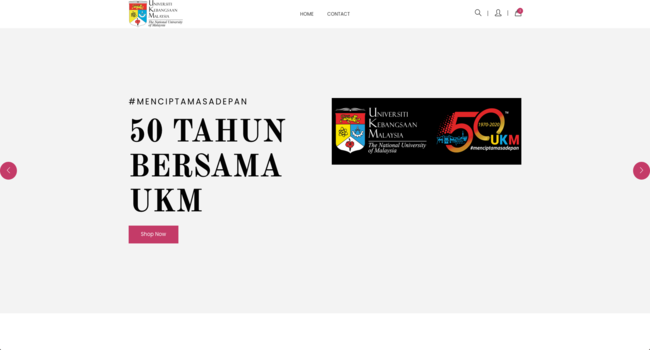 UNIVERSITI
KEBANGSAAN
MALAYSIA
The National University
of Malaysia
HOME
CONTACT
#MENCIPTAMASADEPAN
50 TAHUN
BERSAMA
UKM
Shop Now
UNIVERSITI
KEBANGSAAN
MALAYSIA
The National University
of Malaysia
50
1970-2020
UKM
#menciptamasadepan